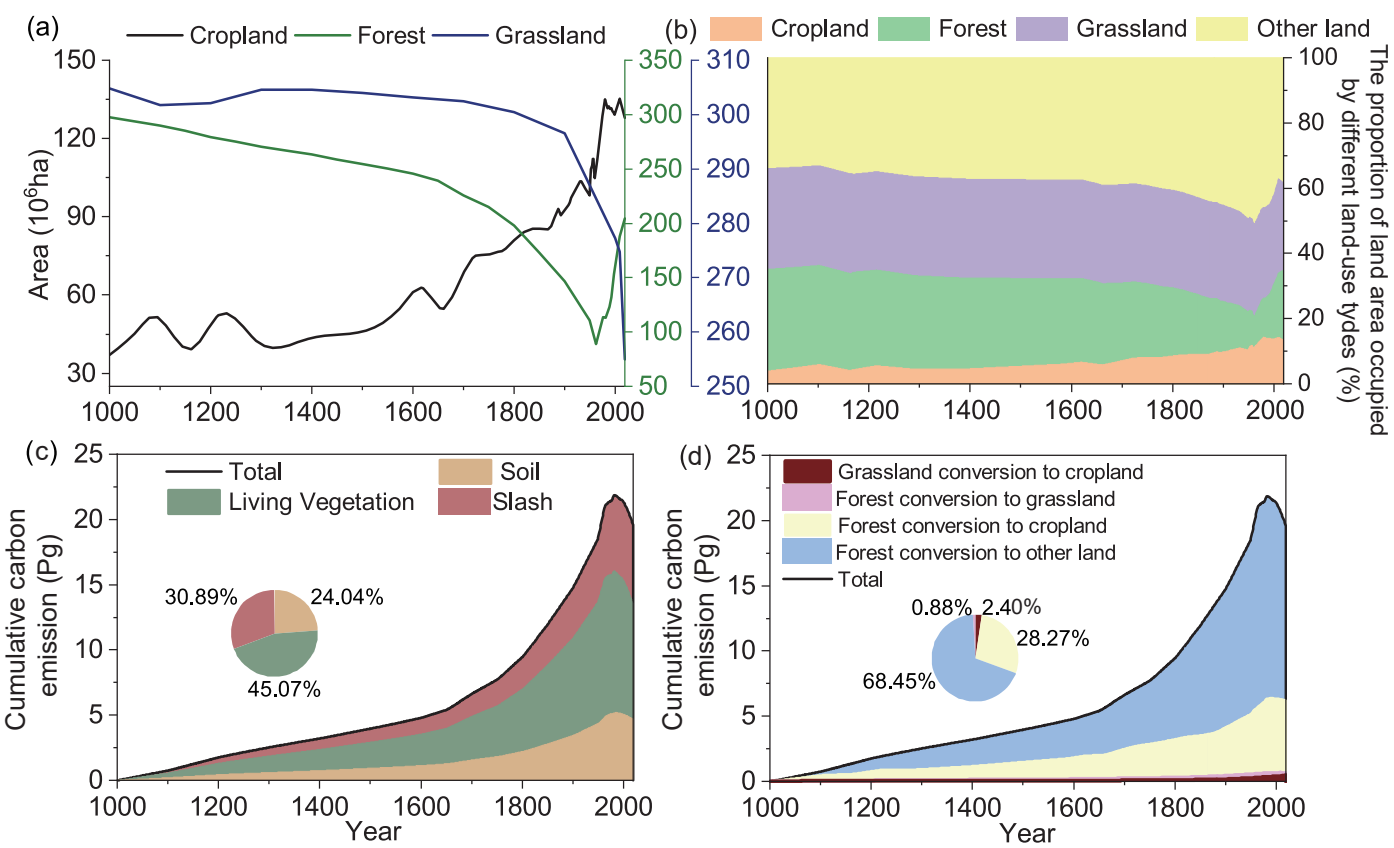 (a)
Cropland Forest Grassland
Area (10⁶ha)
150
120
90
60
30
350
300
250
200
150
100
50
310
300
290
280
270
260
250
1000 1200 1400 1600 1800 2000
(b)
Cropland Forest Grassland Other land
100
80
60
40
20
0
The proportion of land area occupied
by different land-use tydes (%)
1000 1200 1400 1600 1800 2000
(c)
Total Soil
Living Vegetation Slash
Cumulative carbon
emission (Pg)
25
20
15
10
5
0
30.89% 24.04%
45.07%
1000 1200 1400 1600 1800 2000
Year
(d)
Grassland conversion to cropland
Forest conversion to grassland
Forest conversion to cropland
Forest conversion to other land
Total
Cumulative carbon
emission (Pg)
25
20
15
10
5
0
0.88% 2.40%
28.27%
68.45%
1000 1200 1400 1600 1800 2000
Year